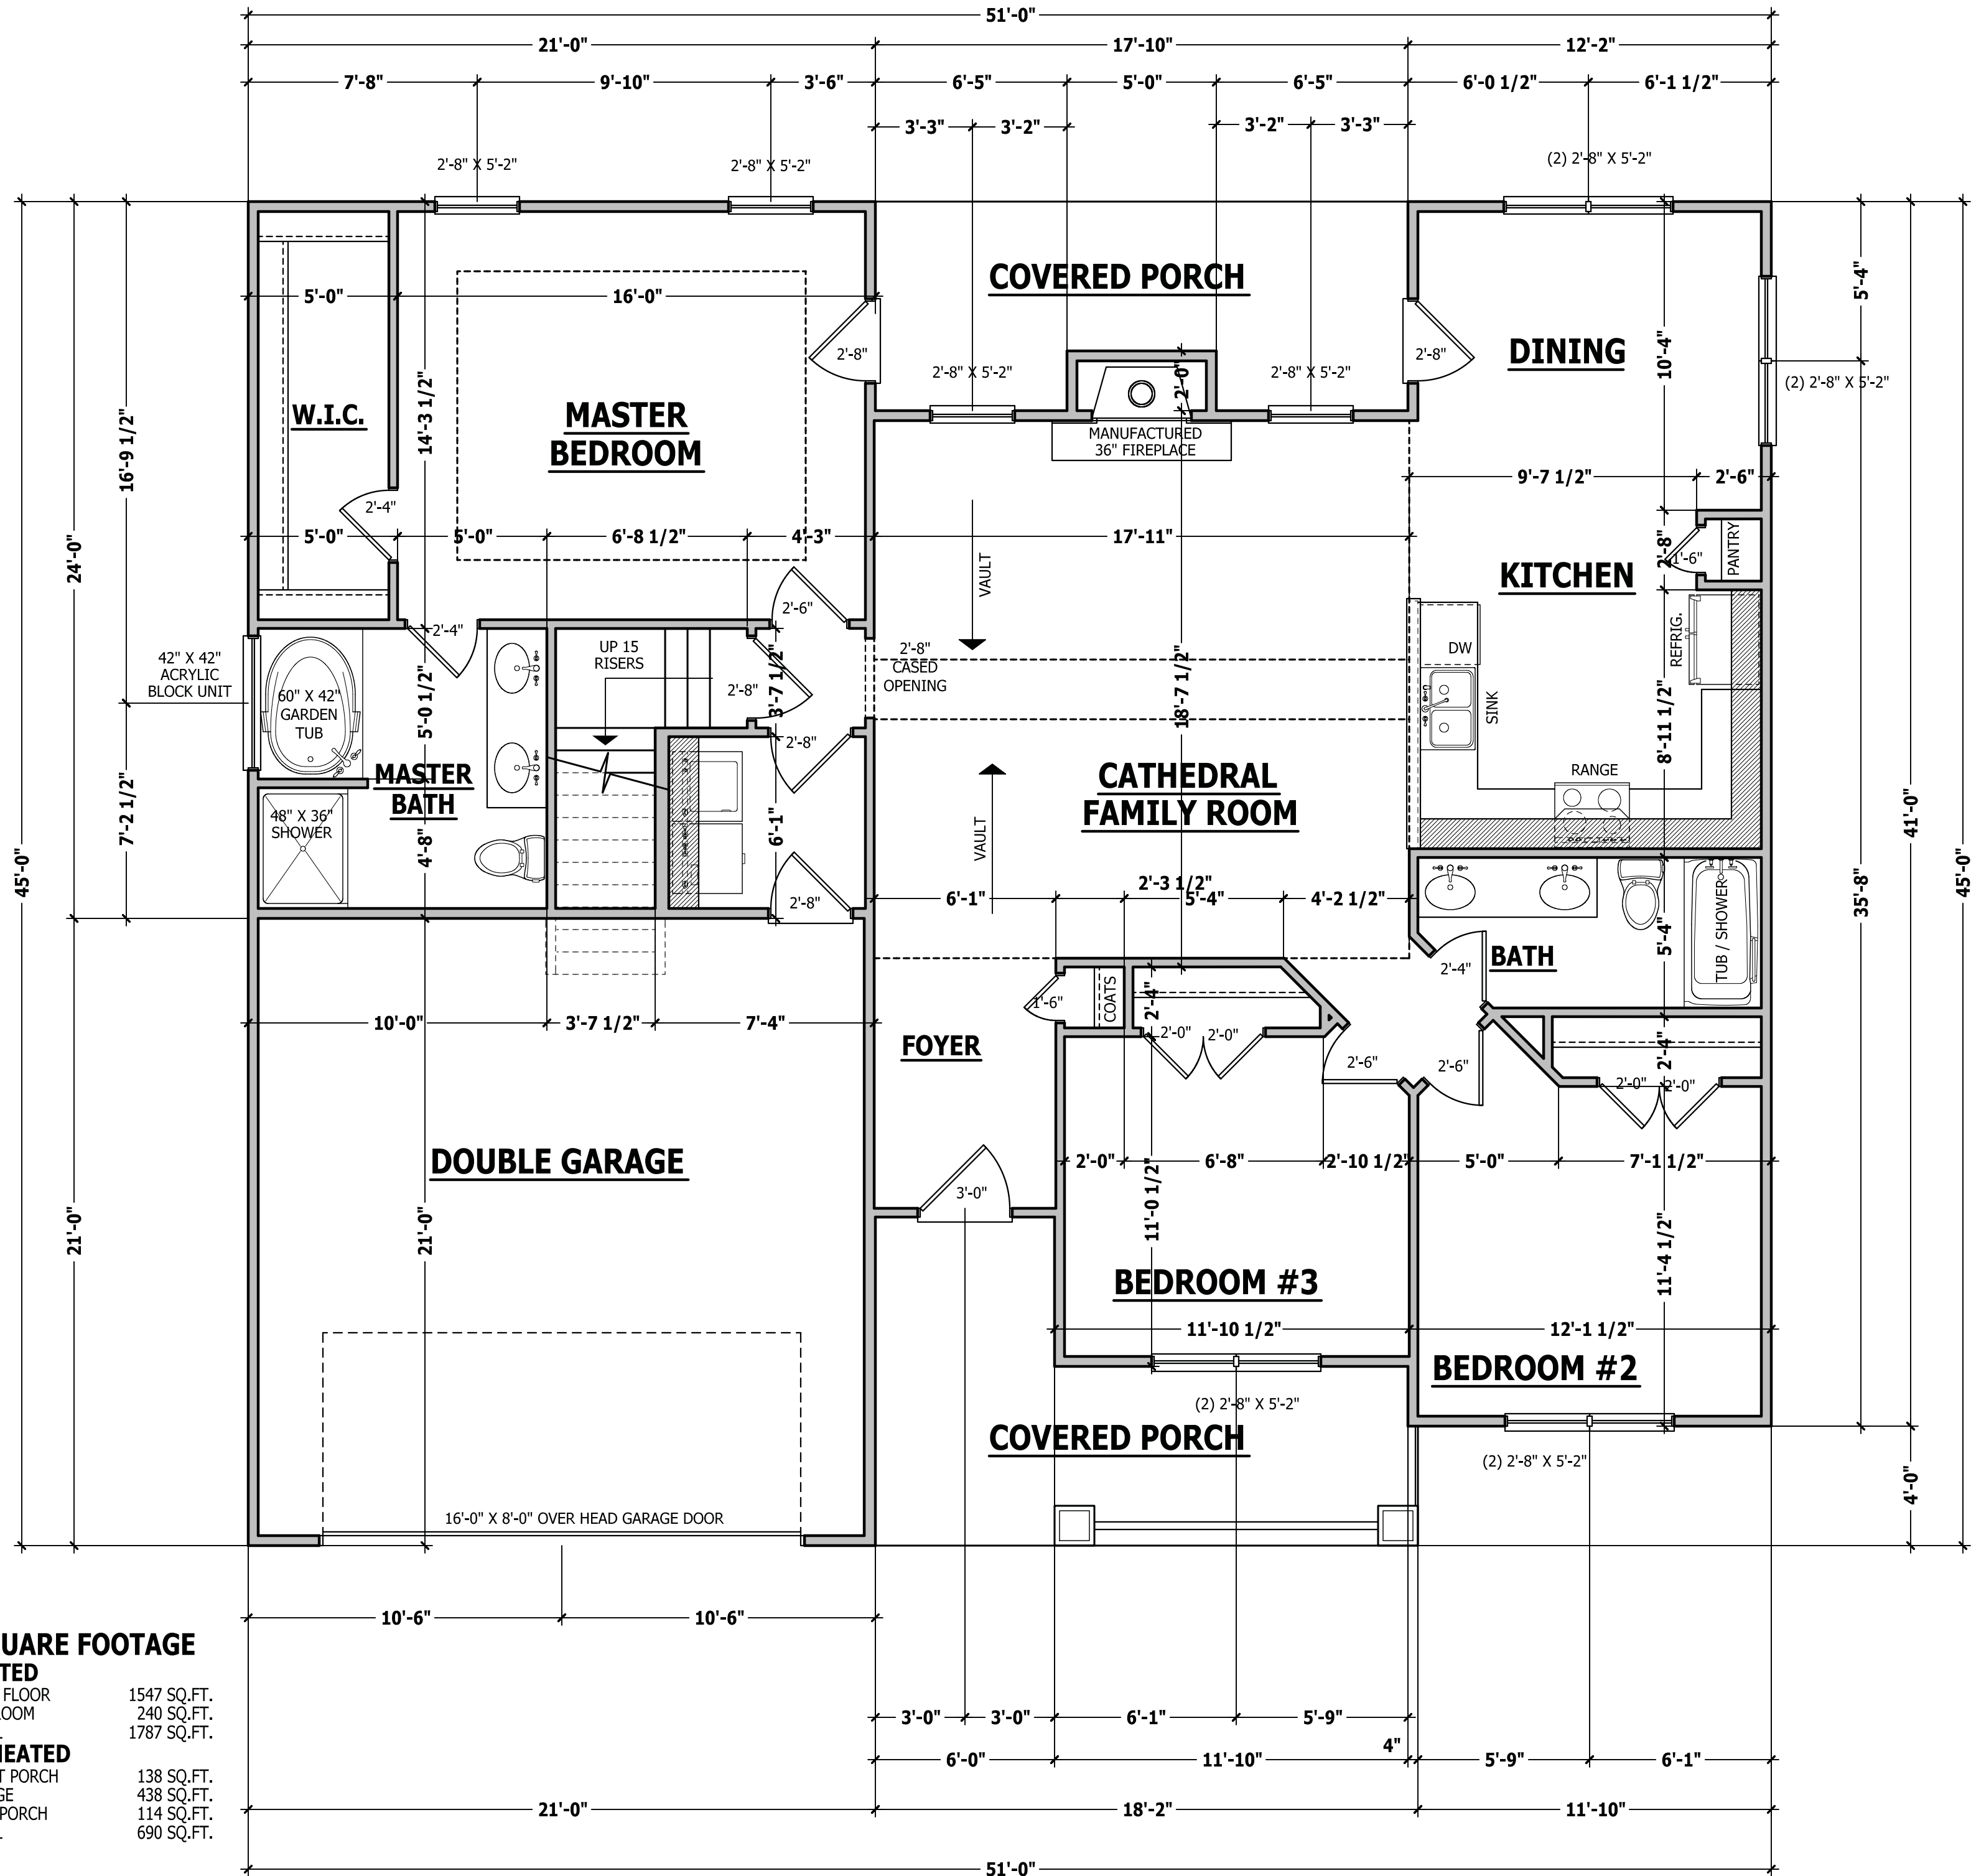 51'-0"
21'-0" 17'-10" 12'-2"
7'-8" 9'-10" 3'-6" 6'-5" 5'-0" 6'-5" 6'-0 1/2" 6'-1 1/2"
3'-3" 3'-2" 3'-2" 3'-3"
2'-8" X 5'-2" 2'-8" X 5'-2" (2) 2'-8" X 5'-2"
COVERED PORCH
5'-0" 16'-0"
5'-4"
2'-8" 2'-8"
DINING
10'-4"
2'-0"
2'-8" X 5'-2" 2'-8" X 5'-2"
(2) 2'-8" X 5'-2"
W.I.C.
MASTER
BEDROOM
14'-3 1/2"
16'-9 1/2"
24'-0"
MANUFACTURED
36" FIREPLACE
9'-7 1/2" 2'-6"
2'-4"
5'-0" 5'-0" 6'-8 1/2" 4'-3" 17'-11"
VAULT
2'-8"
1'-6"
PANTRY
KITCHEN
2'-6"
2'-4"
UP 15
RISERS
2'-8"
CASED
OPENING
42" X 42"
ACRYLIC
BLOCK UNIT
60" X 42"
GARDEN
TUB
5'-0 1/2"
2'-8"
3'-7 1/2"
18'-7 1/2"
DW
SINK
REFRIG.
8'-11 1/2"
2'-8"
MASTER
BATH
RANGE
CATHEDRAL
FAMILY ROOM
VAULT
48" X 36"
SHOWER
7'-2 1/2"
4'-8"
6'-1"
2'-8"
45'-0"
41'-0"
45'-0"
35'-8"
2'-3 1/2"
6'-1" 5'-4" 4'-2 1/2"
5'-4"
TUB / SHOWER
BATH
2'-4"
1'-6"
COATS
2'-4"
10'-0" 3'-7 1/2" 7'-4"
FOYER
2'-0" 2'-0"
2'-6" 2'-6"
2'-4"
2'-0" 2'-0"
DOUBLE GARAGE
2'-0" 6'-8" 2'-10 1/2" 5'-0" 7'-1 1/2"
3'-0"
11'-0 1/2"
21'-0"
21'-0"
11'-4 1/2"
BEDROOM #3
11'-10 1/2" 12'-1 1/2"
BEDROOM #2
(2) 2'-8" X 5'-2"
COVERED PORCH
(2) 2'-8" X 5'-2"
4'-0"
16'-0" X 8'-0" OVER HEAD GARAGE DOOR
10'-6" 10'-6"
UARE FOOTAGE
TED
FLOOR 1547 SQ.FT.
OOM 240 SQ.FT.
1787 SQ.FT.
HEATED
T PORCH 138 SQ.FT.
GE 438 SQ.FT.
PORCH 114 SQ.FT.
690 SQ.FT.
3'-0" 3'-0" 6'-1" 5'-9"
4"
6'-0" 11'-10" 5'-9" 6'-1"
21'-0" 18'-2" 11'-10"
51'-0"